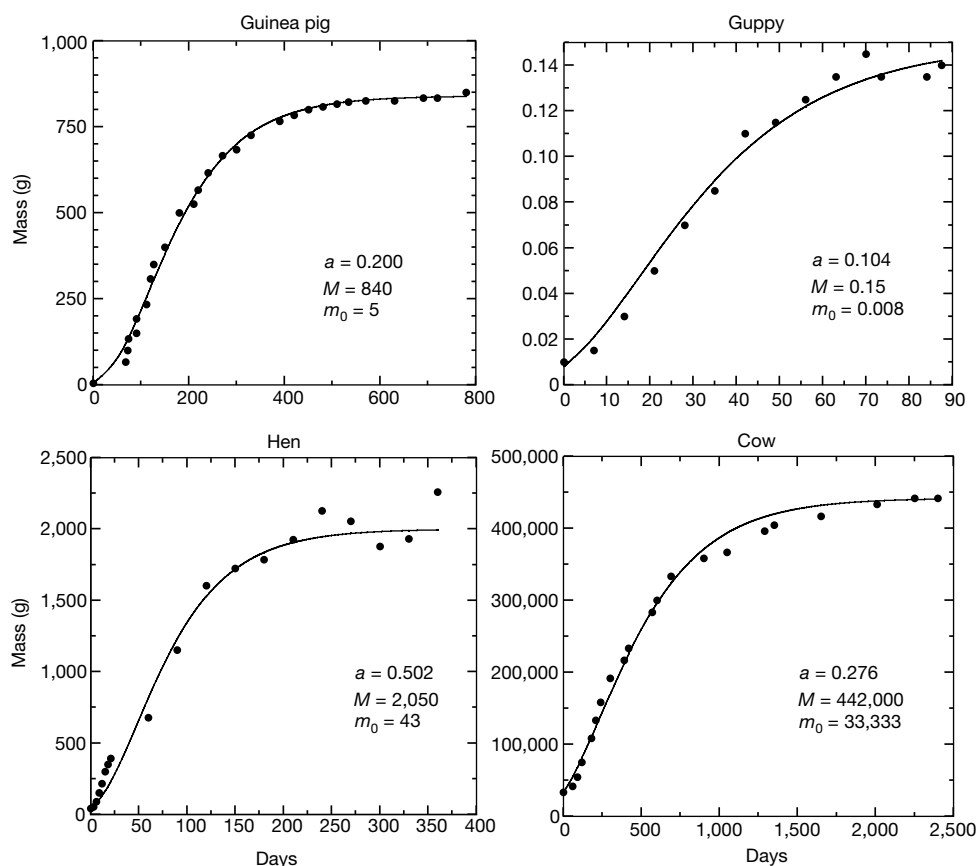 Guinea pig
1,000
750
500
250
0
Mass (g)
0 200 400 600 800
a = 0.200
M = 840
m0 = 5
Guppy
0.14
0.12
0.10
0.08
0.06
0.04
0.02
0
0 10 20 30 40 50 60 70 80 90
a = 0.104
M = 0.15
m0 = 0.008
Hen
2,500
2,000
1,500
1,000
500
0
Mass (g)
0 50 100 150 200 250 300 350 400
Days
a = 0.502
M = 2,050
m0 = 43
Cow
500,000
400,000
300,000
200,000
100,000
0
0 500 1,000 1,500 2,000 2,500
Days
a = 0.276
M = 442,000
m0 = 33,333